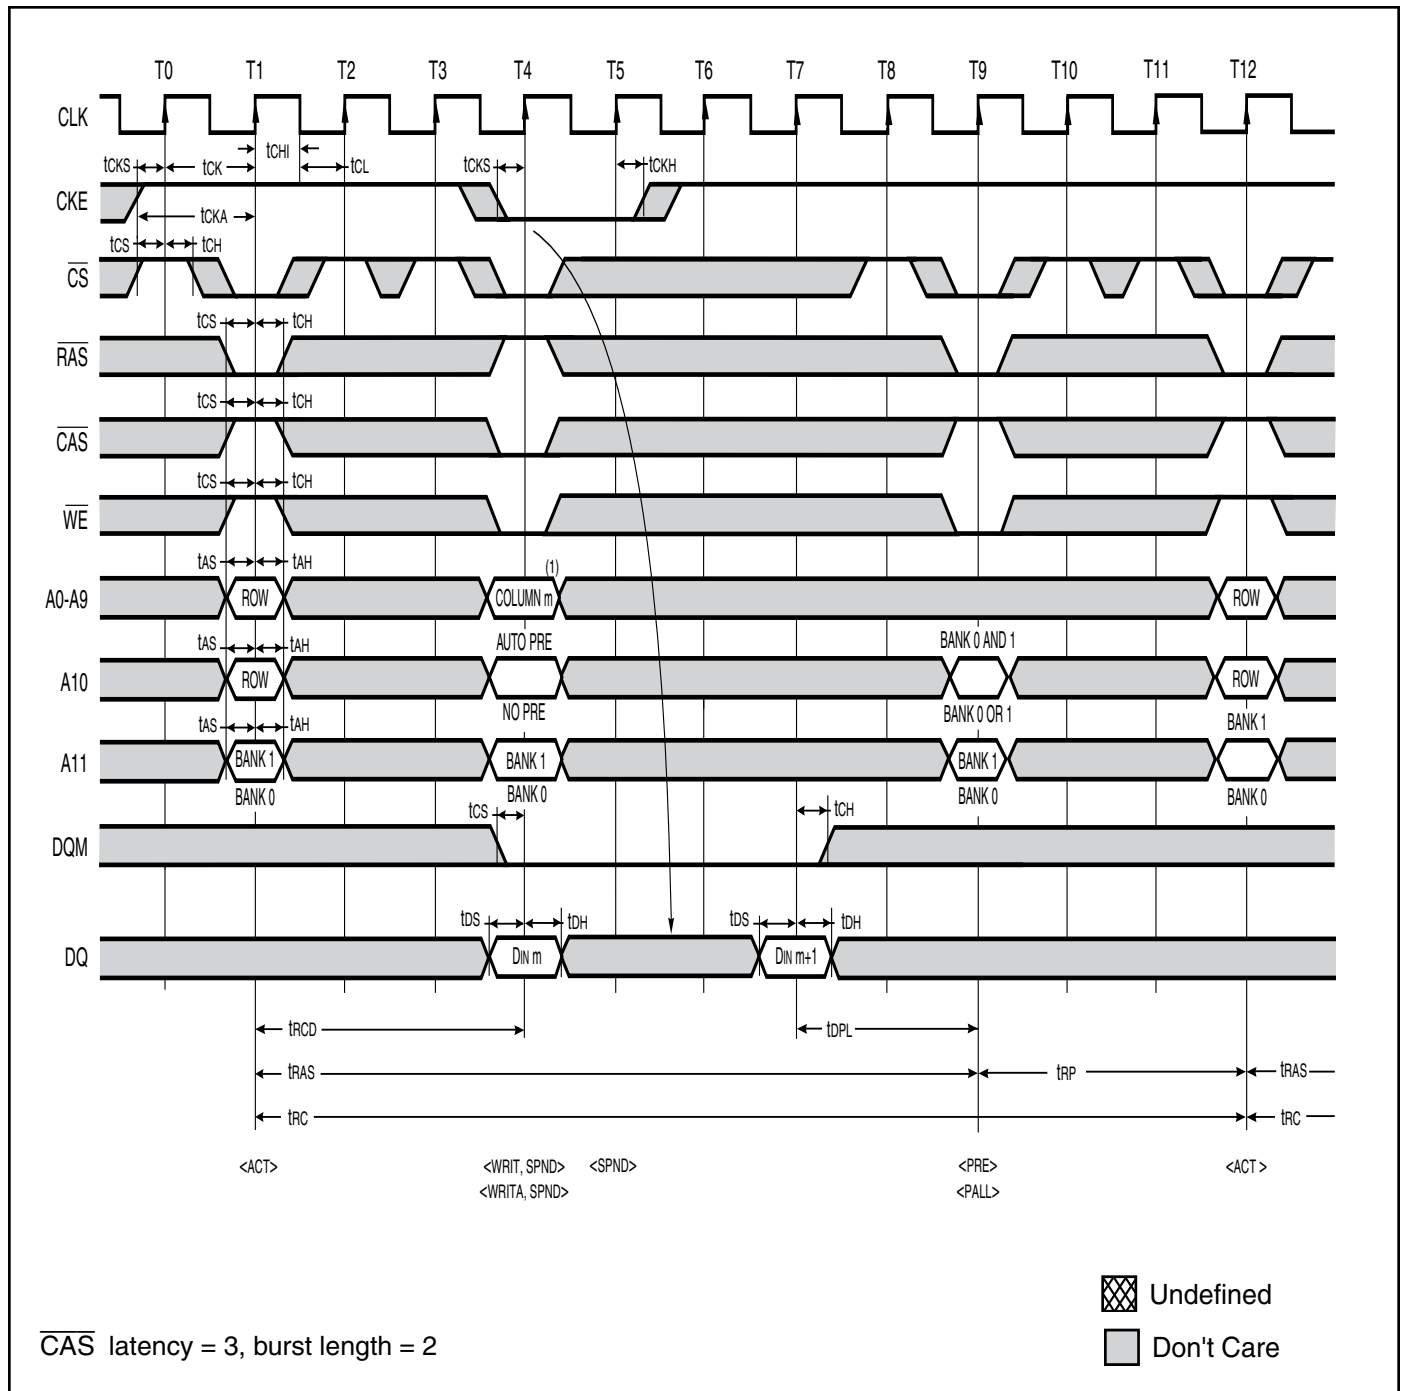 T0 T1 T2 T3 T4 T5 T6 T7 T8 T9 T10 T11 T12
CLK
tCHI
tCKS tCK tCL tCKS tCKH
CKE
tCKA
tCS tCH
CS
tCS tCH
RAS
tCS tCH
CAS
tCS tCH
WE
tAS tAH (1)
A0-A9 ROW COLUMN m ROW
tAS tAH AUTO PRE BANK 0 AND 1
A10 ROW ROW
NO PRE BANK 0 OR 1 BANK 1
tAS tAH
A11 BANK 1 BANK 1 BANK 1
BANK 0 BANK 0 BANK 0 BANK 0
tCS tCH
DQM
tDS tDH tDS tDH
DQ DIN m DIN m+1
tRCD tDPL
tRAS tRP tRAS
tRC tRC
<ACT> <WRIT, SPND> <SPND> <PRE> <ACT >
<WRITA, SPND> <PALL>
Undefined
CAS latency = 3, burst length = 2 Don't Care